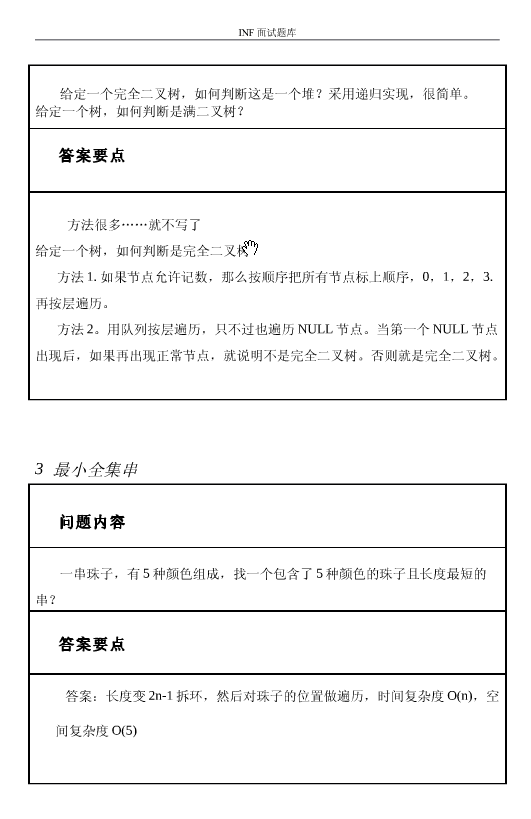 INF 面试题库
给定一个完全二叉树，如何判断这是一个堆？采用递归实现，很简单。
给定一个树，如何判断是满二叉树？
答案要点
方法很多……就不写了
给定一个树，如何判断是完全二叉树
方法 1. 如果节点允许记数，那么按顺序把所有节点标上顺序，0，1，2，3.
再按层遍历。
方法 2。用队列按层遍历，只不过也遍历 NULL 节点。当第一个 NULL 节点
出现后，如果再出现正常节点，就说明不是完全二叉树。否则就是完全二叉树。
3 最小全集串
问题内容
一串珠子，有 5 种颜色组成，找一个包含了 5 种颜色的珠子且长度最短的
串？
答案要点
答案：长度变 2n-1 拆环，然后对珠子的位置做遍历，时间复杂度 O(n)，空
间复杂度 O(5)